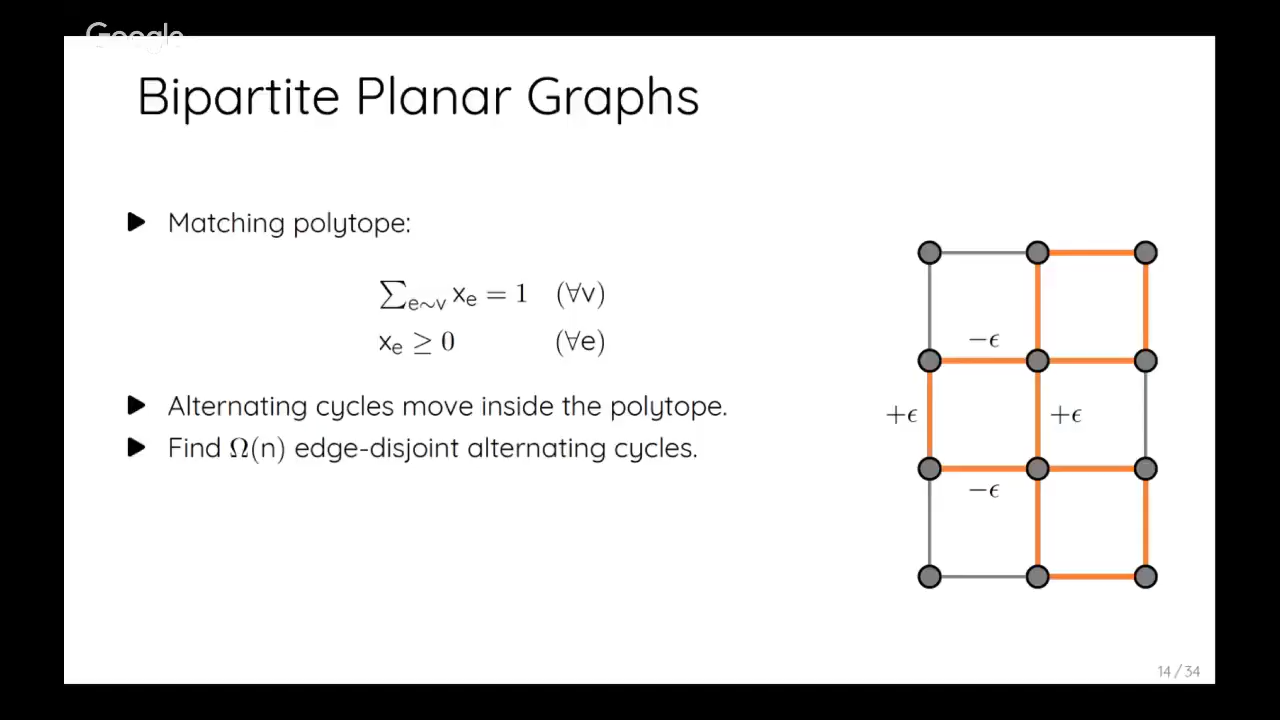 Google
Bipartite Planar Graphs
▶ Matching polytope:
∑e∼v xe = 1 (∀v)
xe ≥ 0 (∀e)
▶ Alternating cycles move inside the polytope.
▶ Find Ω(n) edge-disjoint alternating cycles.
−ϵ
+ϵ +ϵ
−ϵ
14 / 34